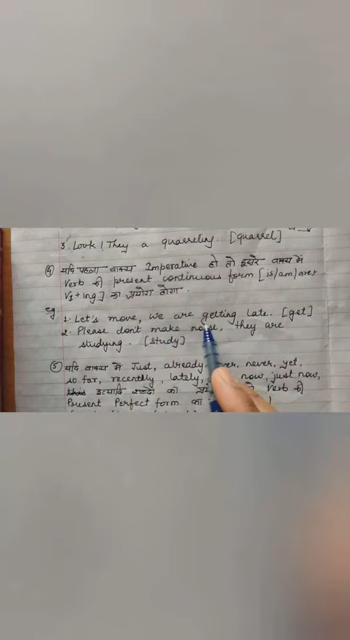 3. Look! They a quarreling [quarrel]
④ यदि पहला वाक्य Imperative हो तो दूसरे वाक्य में
Verb की present continuous form [is/am/are+
V₁+ing] का प्रयोग होगा.
Eg 1. Let's move, we are getting late. [get]
2. Please dont make noise, they are
studying. [study]
⑤ यदि वाक्य में Just, already, ever, never, yet,
so far, recently, lately, now, just now,
इत्यादि शब्दों को Verb की
Present Perfect form का